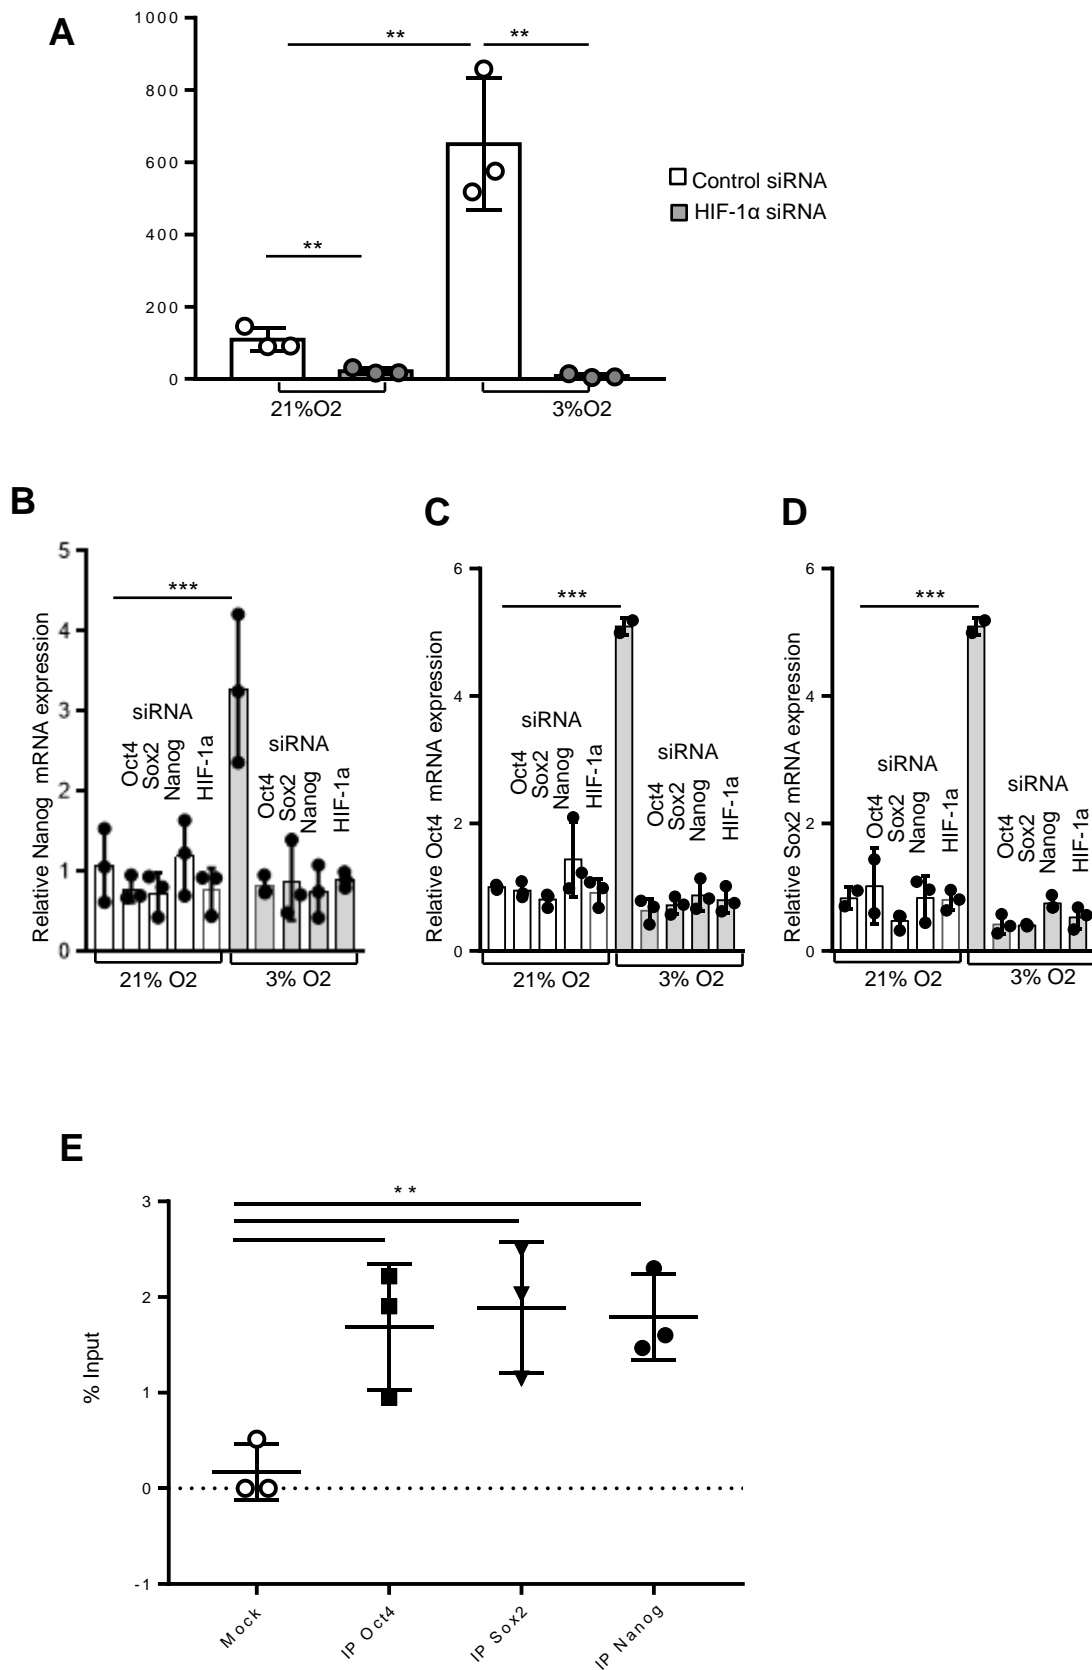 A
1000
800
600
400
200
0
**
**
**
Control siRNA
HIF-1α siRNA
21%O2
3%O2
B
Relative Nanog mRNA expression
5
4
3
2
1
0
***
siRNA
Oct4
Sox2
Nanog
HIF-1a
siRNA
Oct4
Sox2
Nanog
HIF-1a
21% O2
3% O2
C
Relative Oct4 mRNA expression
6
4
2
0
***
siRNA
Oct4
Sox2
Nanog
HIF-1a
siRNA
Oct4
Sox2
Nanog
HIF-1a
21% O2
3% O2
D
Relative Sox2 mRNA expression
6
4
2
0
***
siRNA
Oct4
Sox2
Nanog
HIF-1a
siRNA
Oct4
Sox2
Nanog
HIF-1a
21% O2
3% O2
E
% Input
3
2
1
0
-1
**
Mock
IP Oct4
IP Sox2
IP Nanog